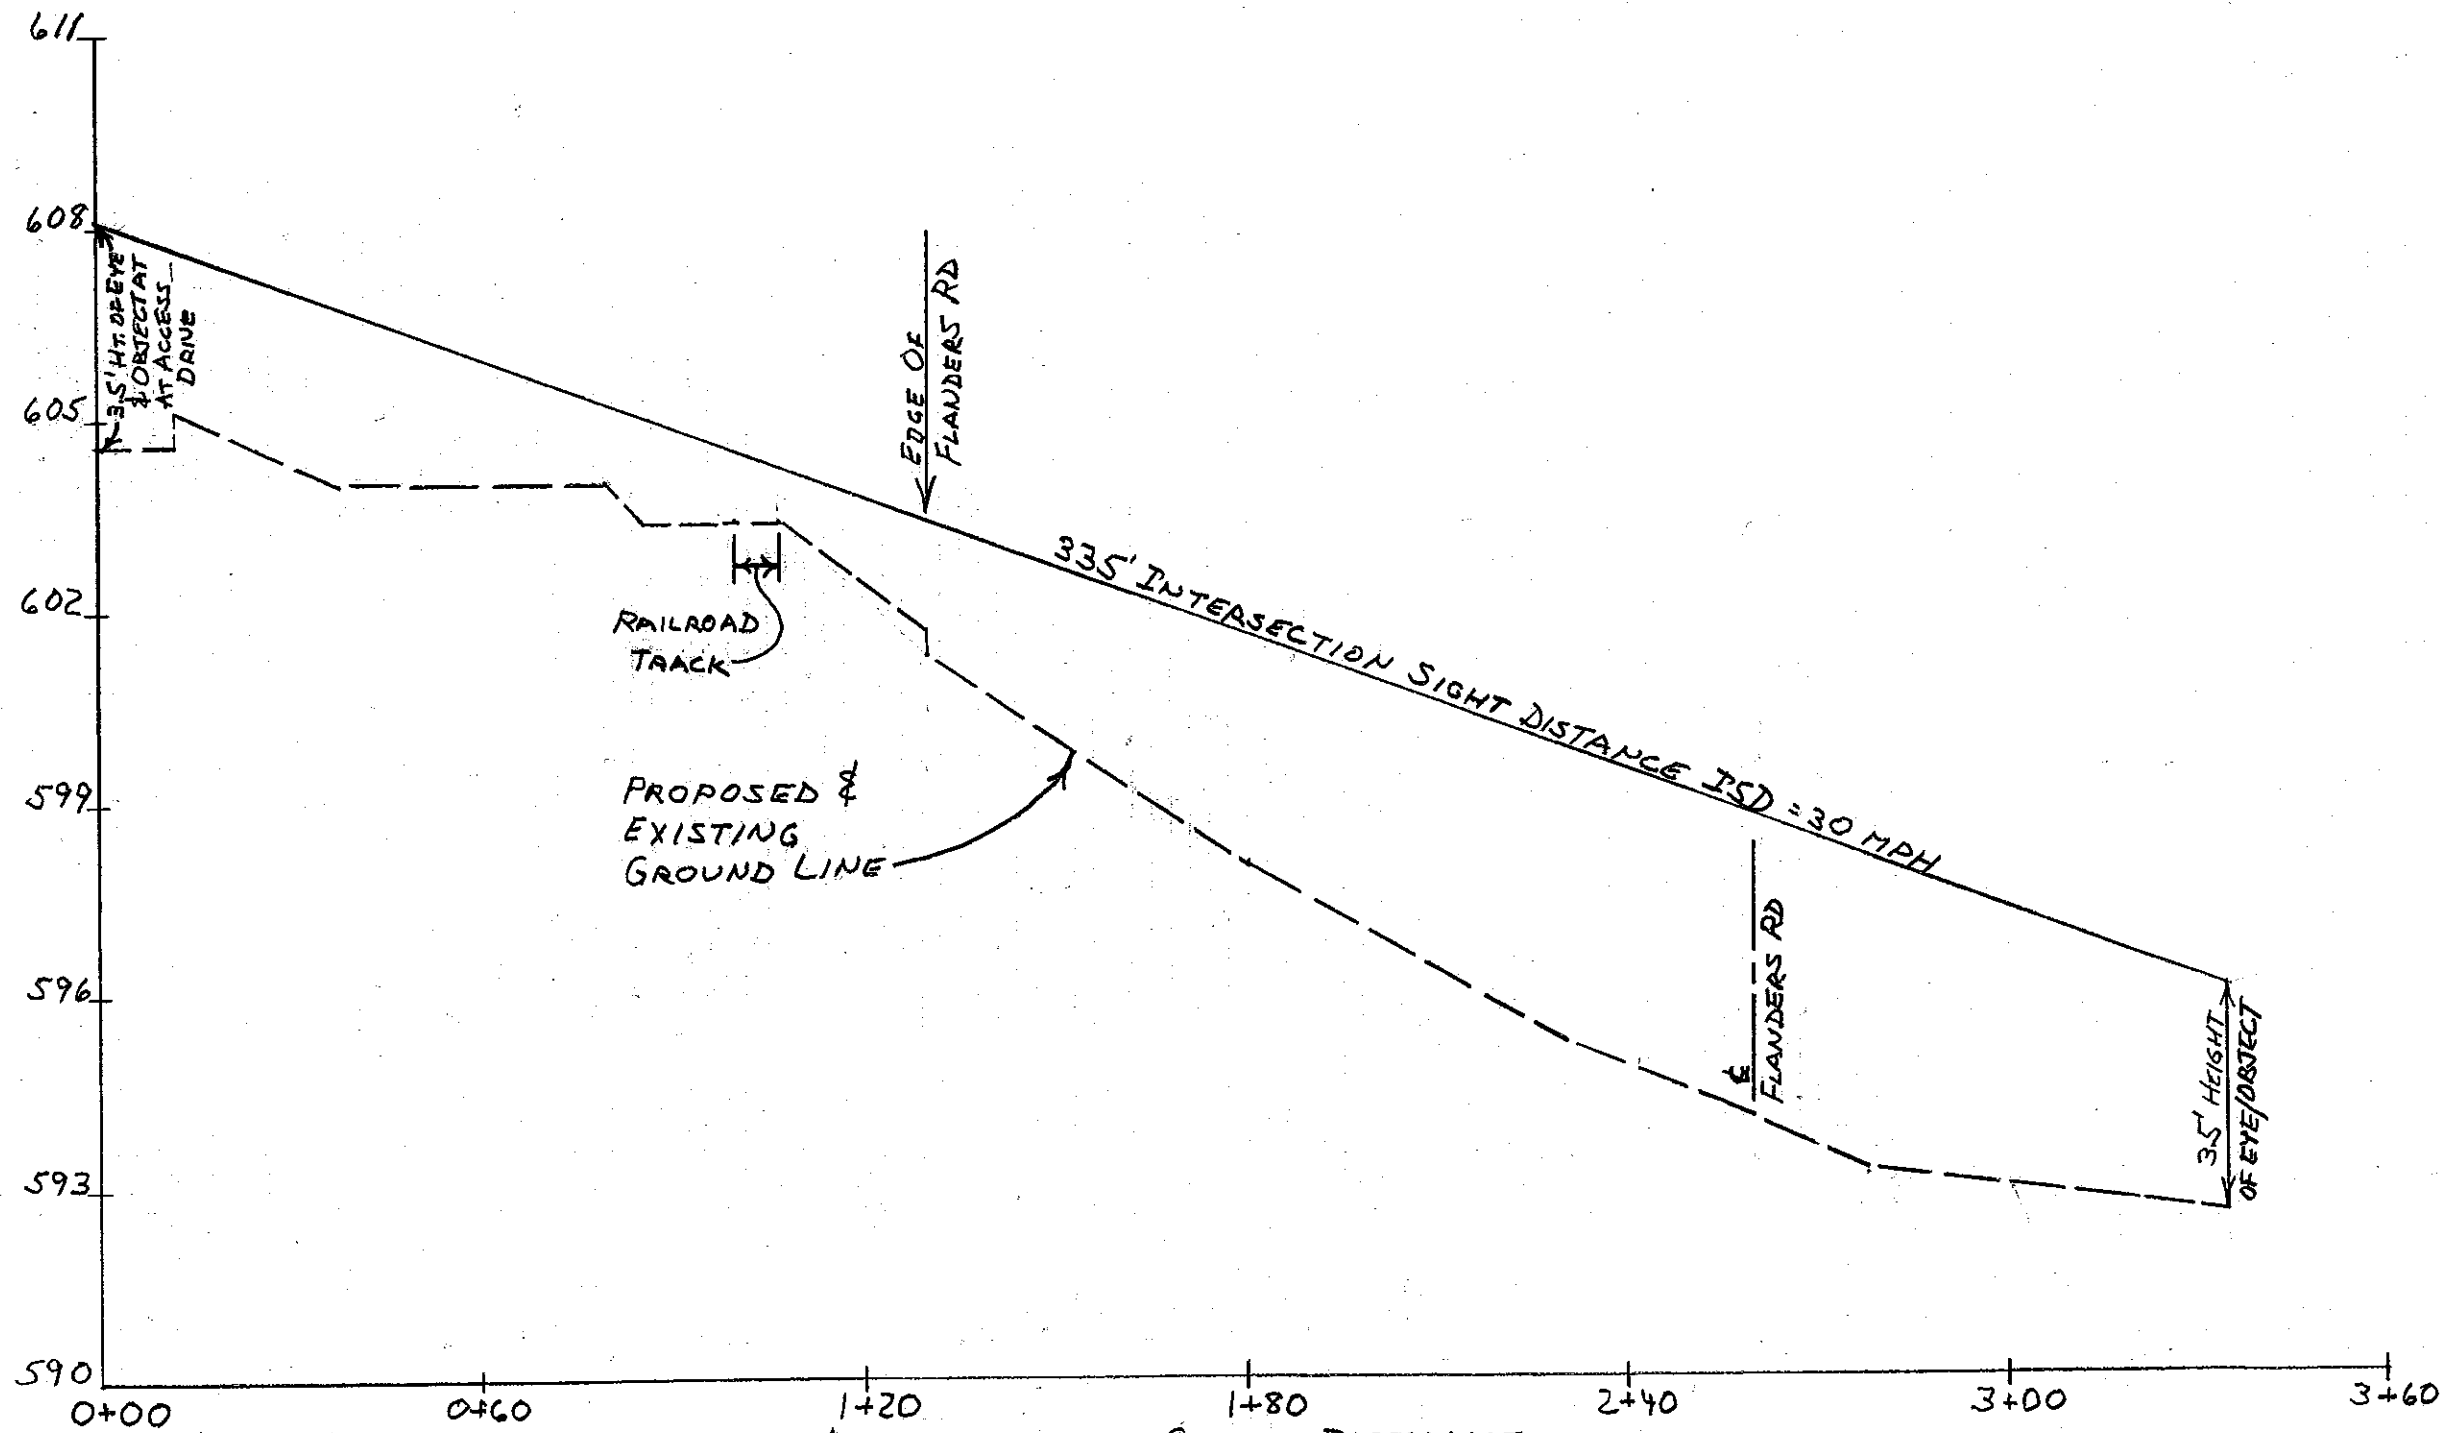 611
608
605
602
599
596
593
590
3.5' HT. OF EYE
& OBJECT AT
AT ACCESS
DRIVE
EDGE OF
FLANDERS RD
RAILROAD
TRACK
335' INTERSECTION SIGHT DISTANCE ISD = 30 MPH
PROPOSED &
EXISTING
GROUND LINE
℄
FLANDERS RD
3.5' HEIGHT
OF EYE/OBJECT
0+00
0+60
1+20
1+80
2+40
3+00
3+60